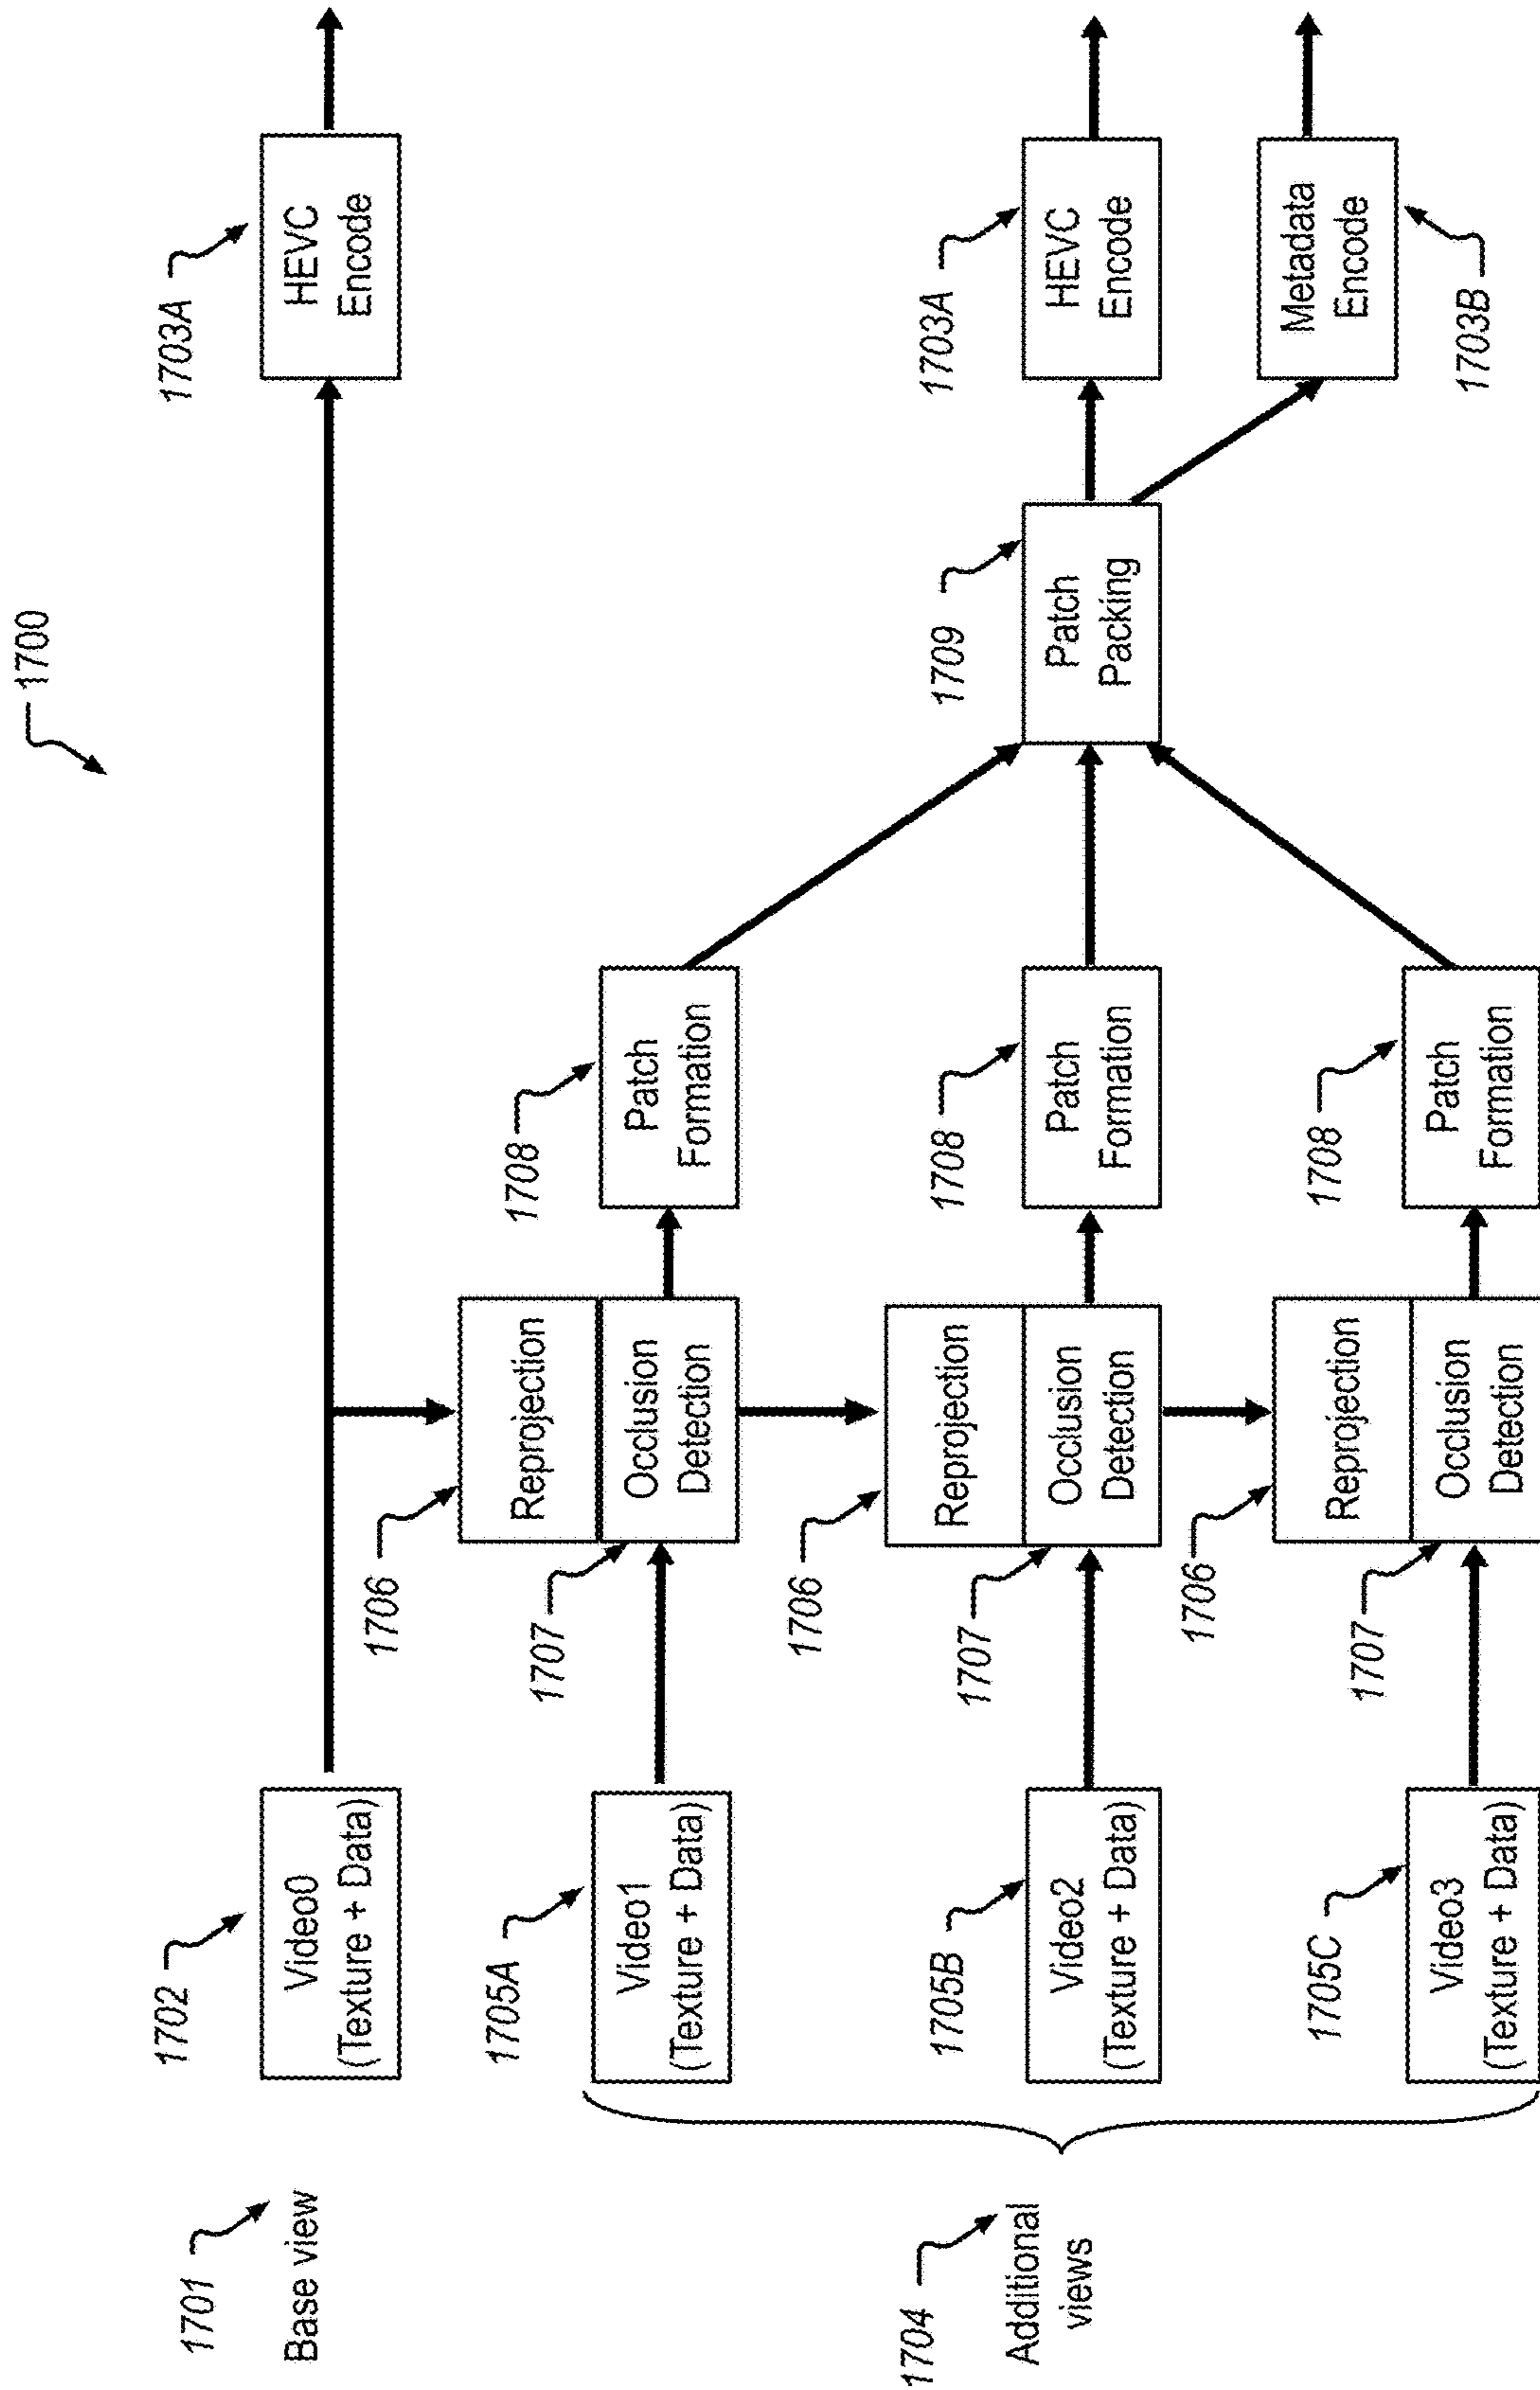 1700
1701
Base view
1702
Video0
(Texture + Data)
1703A
HEVC
Encode
1704
Additional
views
1705A
Video1
(Texture + Data)
1706
Reprojection
1707
Occlusion
Detection
1708
Patch
Formation
1705B
Video2
(Texture + Data)
1706
Reprojection
1707
Occlusion
Detection
1708
Patch
Formation
1709
Patch
Packing
1703A
HEVC
Encode
Metadata
Encode
1703B
1705C
Video3
(Texture + Data)
1706
Reprojection
1707
Occlusion
Detection
1708
Patch
Formation